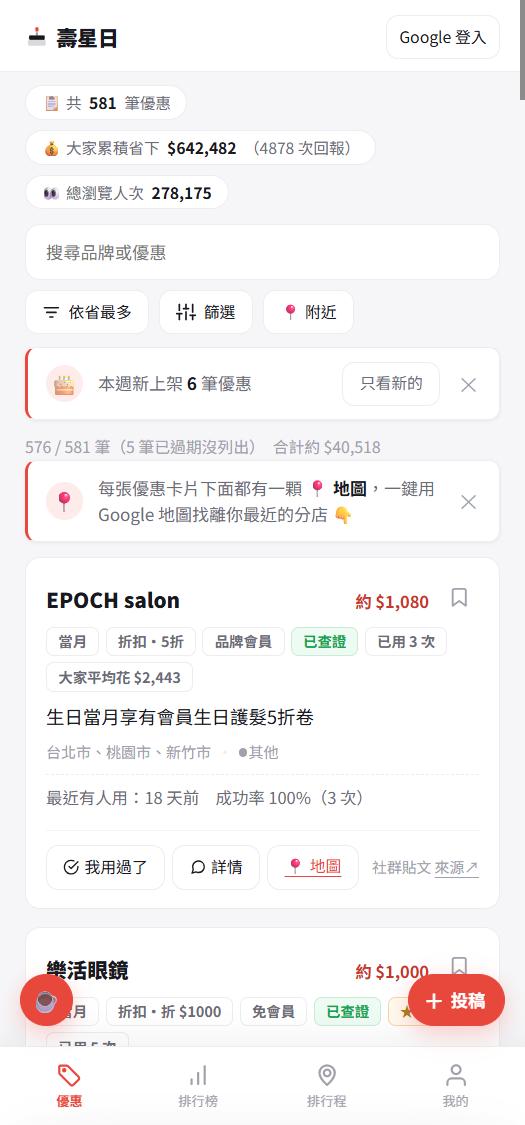 壽星日
Google 登入
共 581 筆優惠
大家累積省下 $642,482 （4878 次回報）
總瀏覽人次 278,175
搜尋品牌或優惠
依省最多 篩選 附近
本週新上架 6 筆優惠 只看新的
576 / 581 筆（5 筆已過期沒列出） 合計約 $40,518
每張優惠卡片下面都有一顆 地圖，一鍵用
Google 地圖找離你最近的分店
EPOCH salon 約 $1,080
當月 折扣・5折 品牌會員 已查證 已用 3 次
大家平均花 $2,443
生日當月享有會員生日護髮5折卷
台北市、桃園市、新竹市 · 其他
最近有人用：18 天前 成功率 100%（3 次）
我用過了 詳情 地圖 社群貼文 來源↗
樂活眼鏡 約 $1,000
月 折扣・折 $1000 免會員 已查證 ★
投稿
已用 5 次
優惠 排行榜 排行程 我的